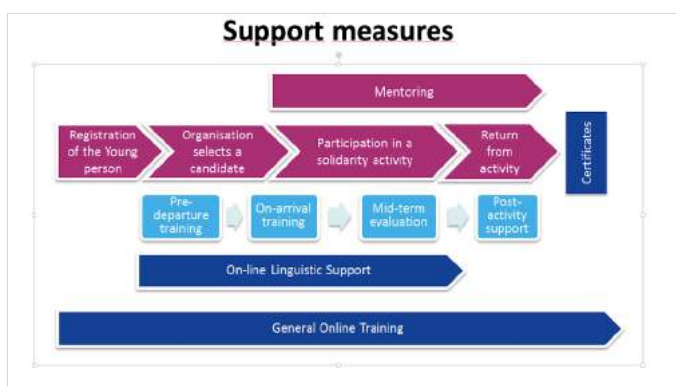 Support measures
Mentoring
Registration
of the Young
person
Organisation
selects a
candidate
Participation in a
solidarity activity
Return
from
activity
Certificates
Pre-
departure
training
On-arrival
training
Mid-term
evaluation
Post-
activity
support
On-line Linguistic Support
General Online Training